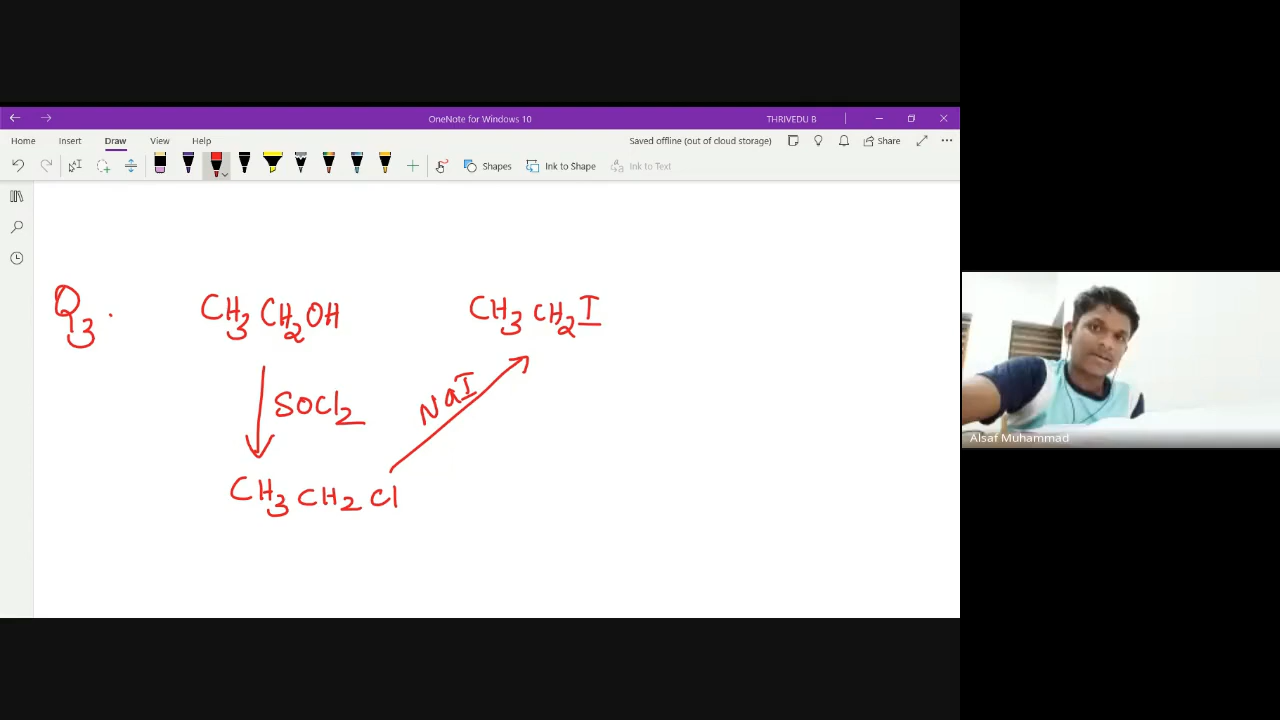 OneNote for Windows 10
THRIVEDU B
Home Insert Draw View Help
Saved offline (out of cloud storage)
Share
Shapes
Ink to Shape
Ink to Text
Q3. CH3CH2OH CH3CH2I
SOCl2
NaI
CH3CH2Cl
Alsaf Muhammad